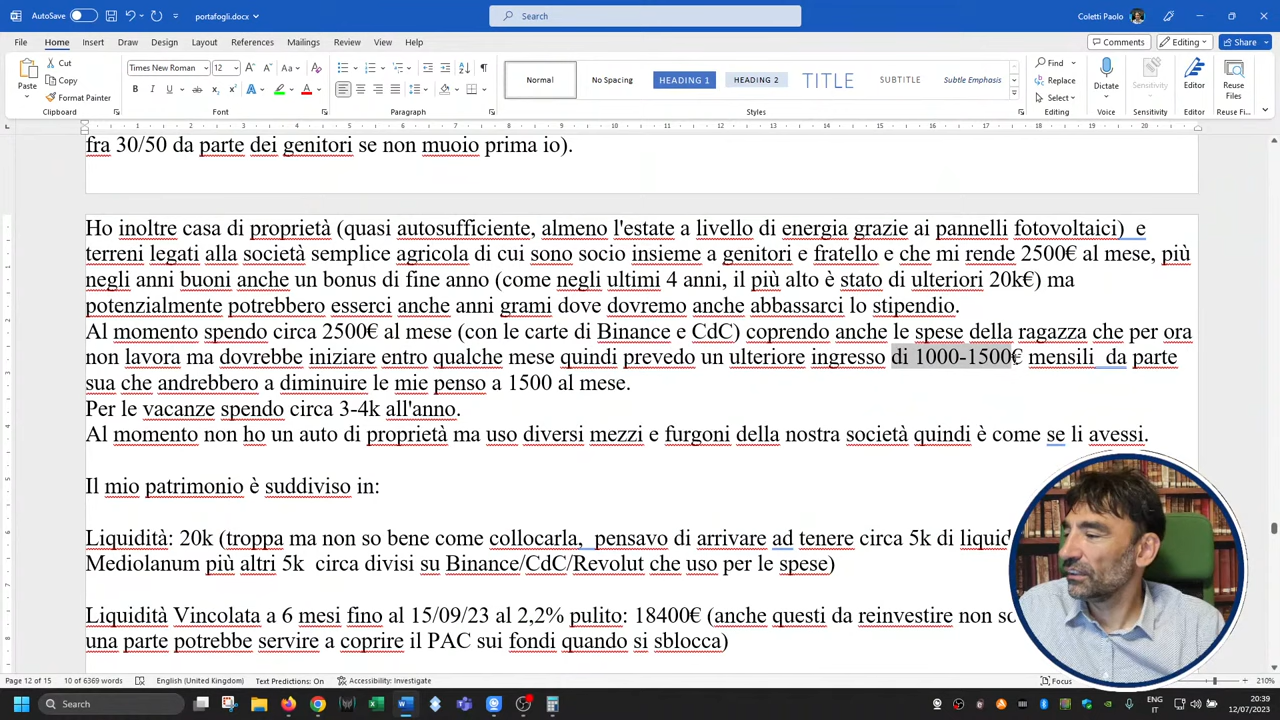 AutoSave Off
portafogli.docx
Search
Coletti Paolo
File Home Insert Draw Design Layout References Mailings Review View Help
Comments Editing Share
Paste
Cut
Copy
Format Painter
Times New Roman 12
Normal
No Spacing
HEADING 1
HEADING 2
TITLE
SUBTITLE
Subtle Emphasis
Find
Replace
Select
Dictate
Sensitivity
Editor
Reuse Files
Clipboard Font Paragraph Styles Editing Voice Sensitivity Editor Reuse Fi...
fra 30/50 da parte dei genitori se non muoio prima io).
Ho inoltre casa di proprietà (quasi autosufficiente, almeno l'estate a livello di energia grazie ai pannelli fotovoltaici) e
terreni legati alla società semplice agricola di cui sono socio insieme a genitori e fratello e che mi rende 2500€ al mese, più
negli anni buoni anche un bonus di fine anno (come negli ultimi 4 anni, il più alto è stato di ulteriori 20k€) ma
potenzialmente potrebbero esserci anche anni grami dove dovremo anche abbassarci lo stipendio.
Al momento spendo circa 2500€ al mese (con le carte di Binance e CdC) coprendo anche le spese della ragazza che per ora
non lavora ma dovrebbe iniziare entro qualche mese quindi prevedo un ulteriore ingresso di 1000-1500€ mensili da parte
sua che andrebbero a diminuire le mie penso a 1500 al mese.
Per le vacanze spendo circa 3-4k all'anno.
Al momento non ho un auto di proprietà ma uso diversi mezzi e furgoni della nostra società quindi è come se li avessi.
Il mio patrimonio è suddiviso in:
Liquidità: 20k (troppa ma non so bene come collocarla, pensavo di arrivare ad tenere circa 5k di liquid
Mediolanum più altri 5k circa divisi su Binance/CdC/Revolut che uso per le spese)
Liquidità Vincolata a 6 mesi fino al 15/09/23 al 2,2% pulito: 18400€ (anche questi da reinvestire non so
una parte potrebbe servire a coprire il PAC sui fondi quando si sblocca)
Page 12 of 15 10 of 6369 words English (United Kingdom) Text Predictions: On Accessibility: Investigate Focus 210%
Search
ENG
IT
20:39
12/07/2023